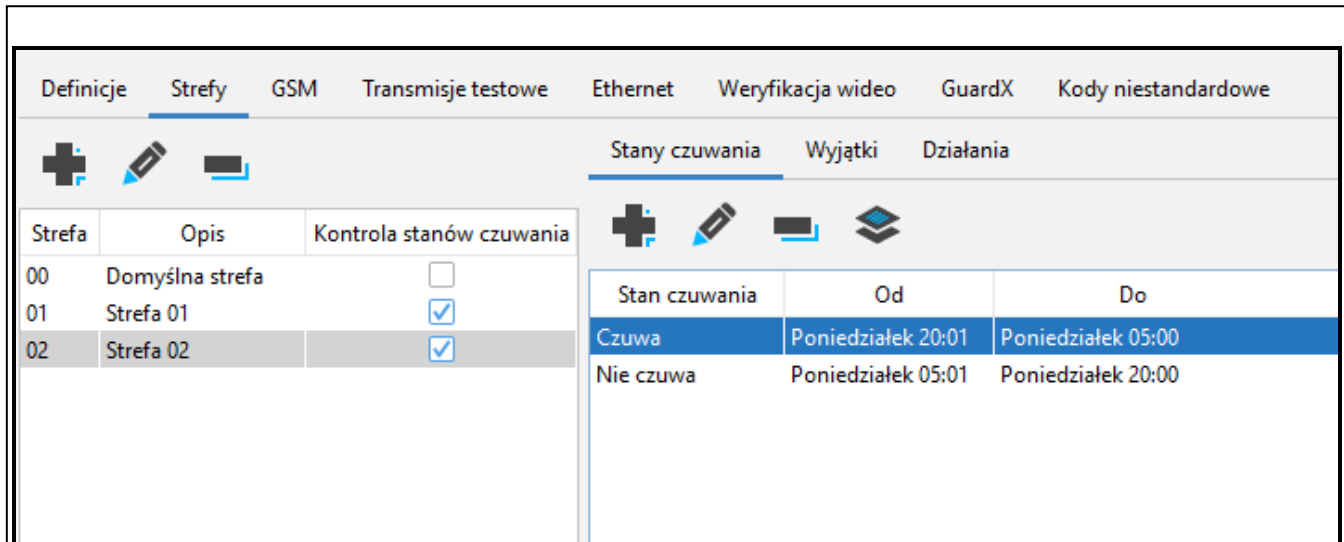 Definicje Strefy GSM Transmisje testowe Ethernet Weryfikacja wideo GuardX Kody niestandardowe
Stany czuwania Wyjątki Działania
Strefa Opis Kontrola stanów czuwania
00 Domyślna strefa
01 Strefa 01
02 Strefa 02
Stan czuwania Od Do
Czuwa Poniedziałek 20:01 Poniedziałek 05:00
Nie czuwa Poniedziałek 05:01 Poniedziałek 20:00